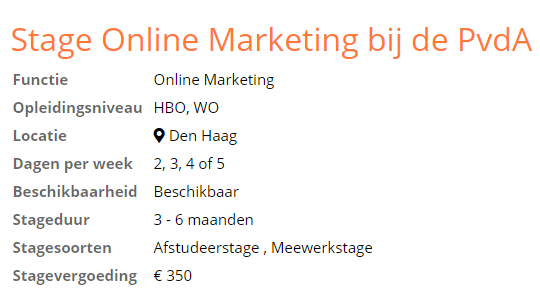 Stage Online Marketing bij de PvdA
Functie Online Marketing
Opleidingsniveau HBO, WO
Locatie Den Haag
Dagen per week 2, 3, 4 of 5
Beschikbaarheid Beschikbaar
Stageduur 3 - 6 maanden
Stagesoorten Afstudeerstage , Meewerkstage
Stagevergoeding € 350